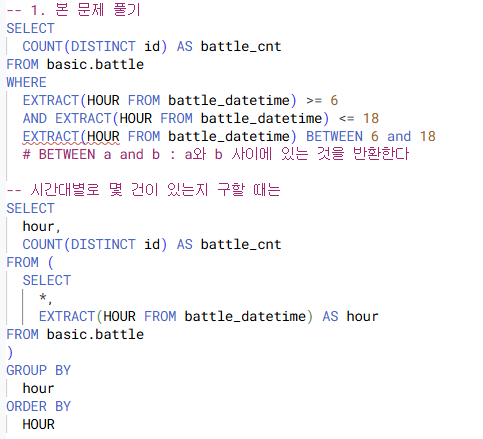 -- 1. 본 문제 풀기
SELECT
  COUNT(DISTINCT id) AS battle_cnt
FROM basic.battle
WHERE
  EXTRACT(HOUR FROM battle_datetime) >= 6
  AND EXTRACT(HOUR FROM battle_datetime) <= 18
  EXTRACT(HOUR FROM battle_datetime) BETWEEN 6 and 18
  # BETWEEN a and b : a와 b 사이에 있는 것을 반환한다
-- 시간대별로 몇 건이 있는지 구할 때는
SELECT
  hour,
  COUNT(DISTINCT id) AS battle_cnt
FROM (
  SELECT
    *,
    EXTRACT(HOUR FROM battle_datetime) AS hour
FROM basic.battle
)
GROUP BY
  hour
ORDER BY
  HOUR